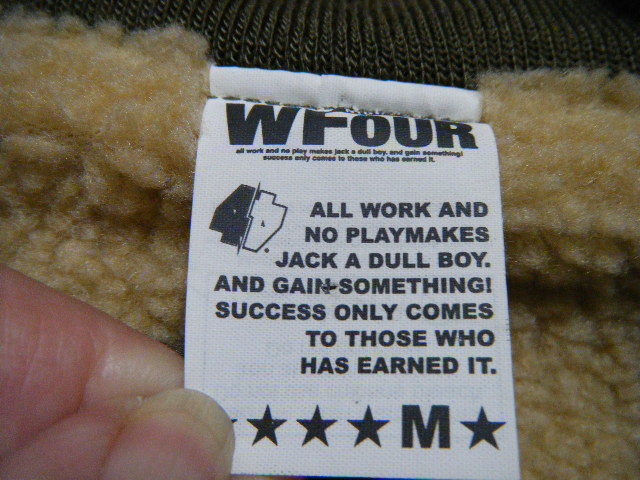 WFOUR
all work and no play makes jack a dull boy. and gain something!
success only comes to those who has earned it.
ALL WORK AND
NO PLAYMAKES
JACK A DULL BOY.
AND GAIN SOMETHING!
SUCCESS ONLY COMES
TO THOSE WHO
HAS EARNED IT.
★★★M★